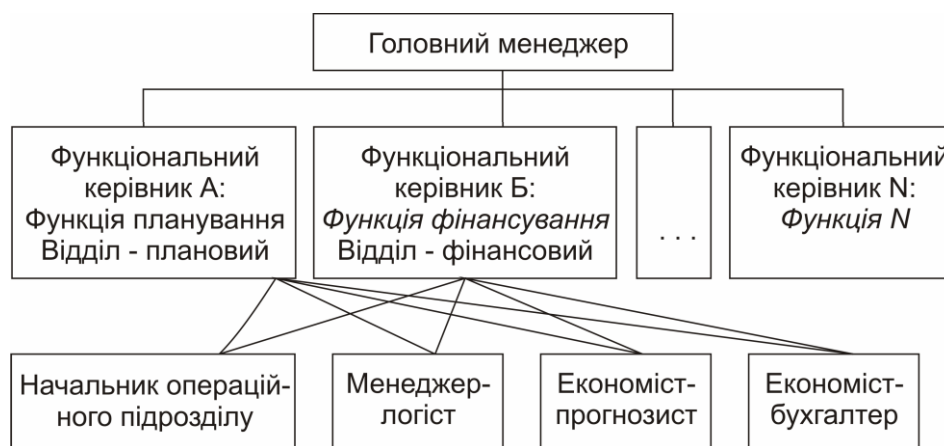 Головний менеджер
Функціональний
керівник А:
Функція планування
Відділ - плановий
Функціональний
керівник Б:
Функція фінансування
Відділ - фінансовий
. . .
Функціональний
керівник N:
Функція N
Начальник операцій-
ного підрозділу
Менеджер-
логіст
Економіст-
прогнозист
Економіст-
бухгалтер